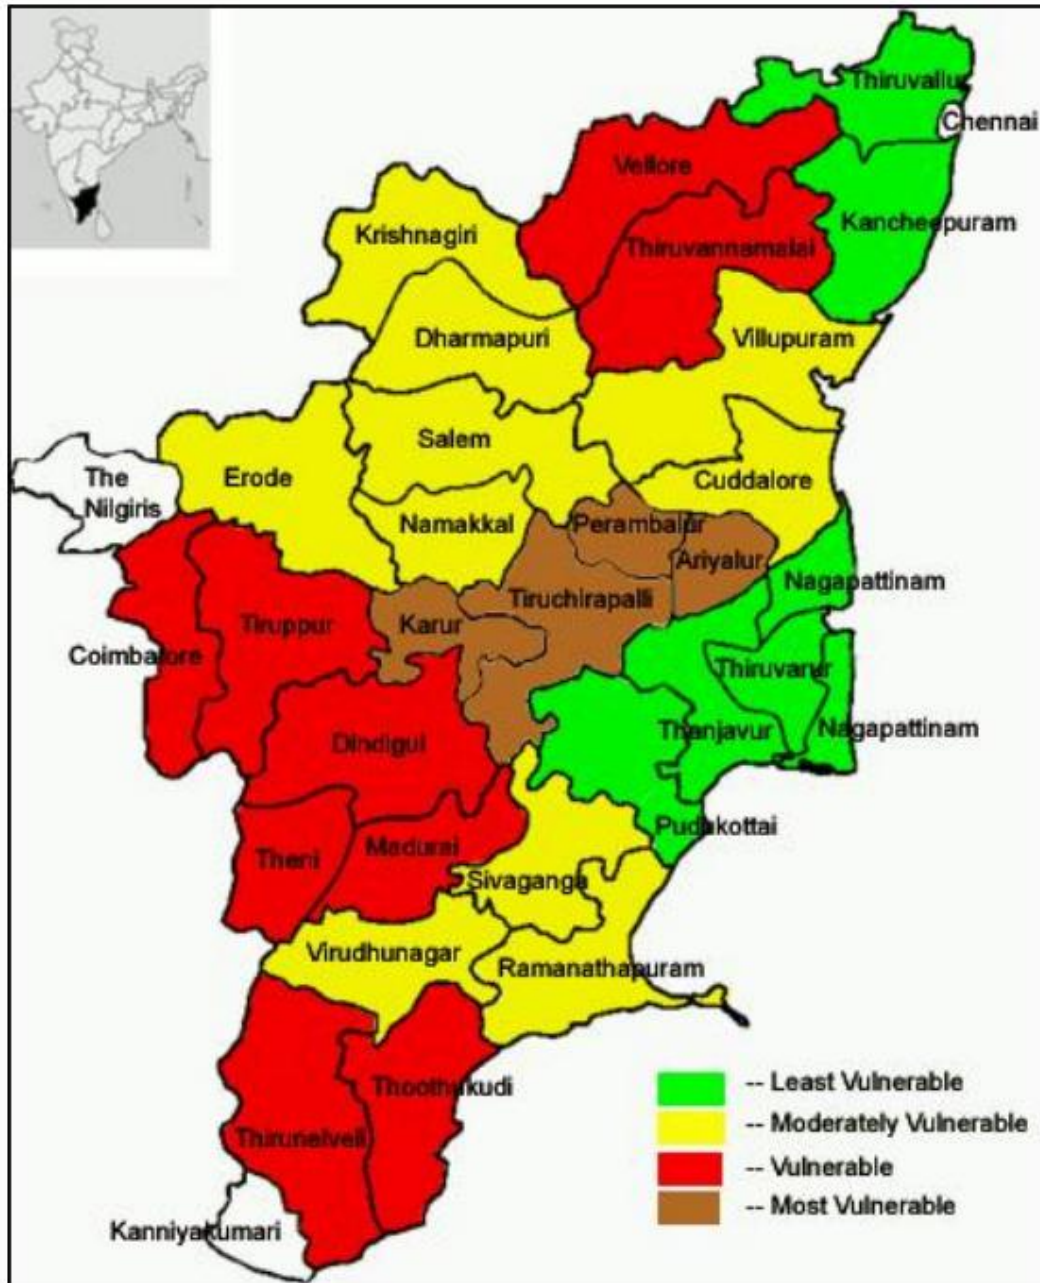 Thiruvallur
Chennai
Vellore
Kancheepuram
Krishnagiri
Thiruvannamalai
Dharmapuri
Villupuram
Salem
The
Nilgiris
Erode
Cuddalore
Namakkal
Perambalur
Ariyalur
Nagapattinam
Tiruchirapalli
Karur
Tiruppur
Coimbalore
Thiruvarur
Thanjavur
Nagapattinam
Dindigul
Pudukottai
Theni
Madurai
Sivaganga
Virudhunagar
Ramanathapuram
Thoothukudi
Thirunelveli
Kanniyakumari
-- Least Vulnerable
-- Moderately Vulnerable
-- Vulnerable
-- Most Vulnerable